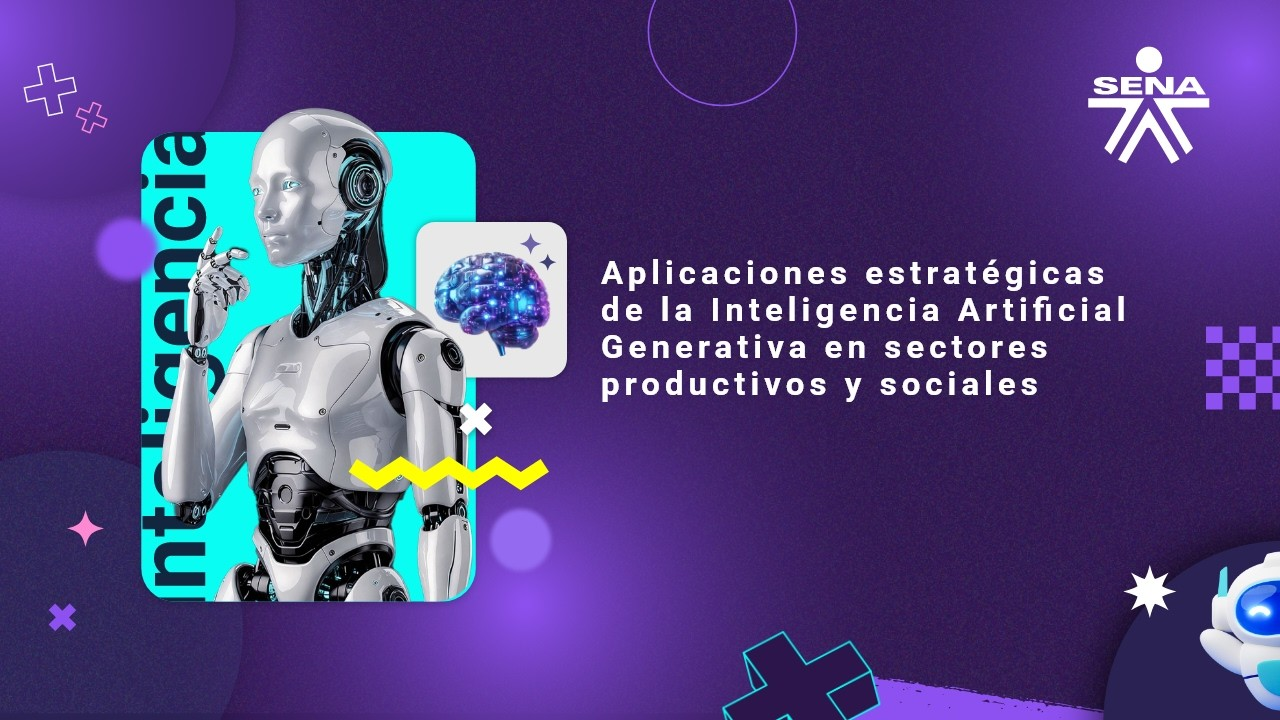 Inteligencia
SENA
Aplicaciones estratégicas
de la Inteligencia Artificial
Generativa en sectores
productivos y sociales